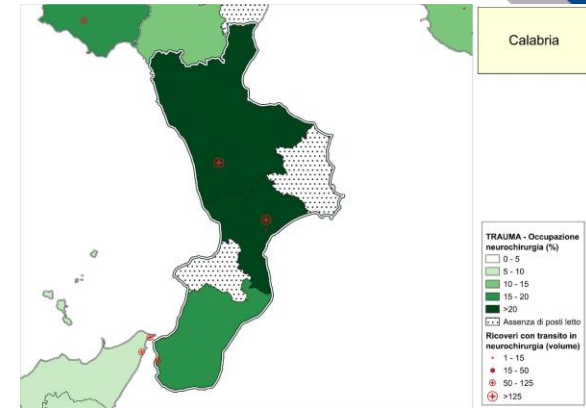 Calabria
TRAUMA - Occupazione
neurochirurgia (%)
0 - 5
5 - 10
10 - 15
15 - 20
>20
Assenza di posti letto
Ricoveri con transito in
neurochirurgia (volume)
1 - 15
15 - 50
50 - 125
>125